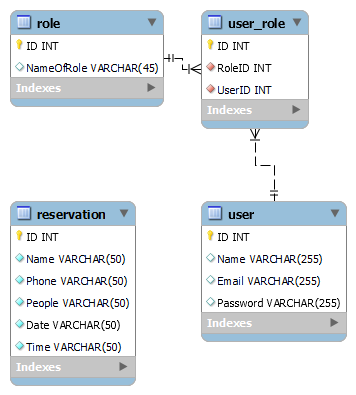 role
ID INT
NameOfRole VARCHAR(45)
Indexes
user_role
ID INT
RoleID INT
UserID INT
Indexes
reservation
ID INT
Name VARCHAR(50)
Phone VARCHAR(50)
People VARCHAR(50)
Date VARCHAR(50)
Time VARCHAR(50)
Indexes
user
ID INT
Name VARCHAR(255)
Email VARCHAR(255)
Password VARCHAR(255)
Indexes